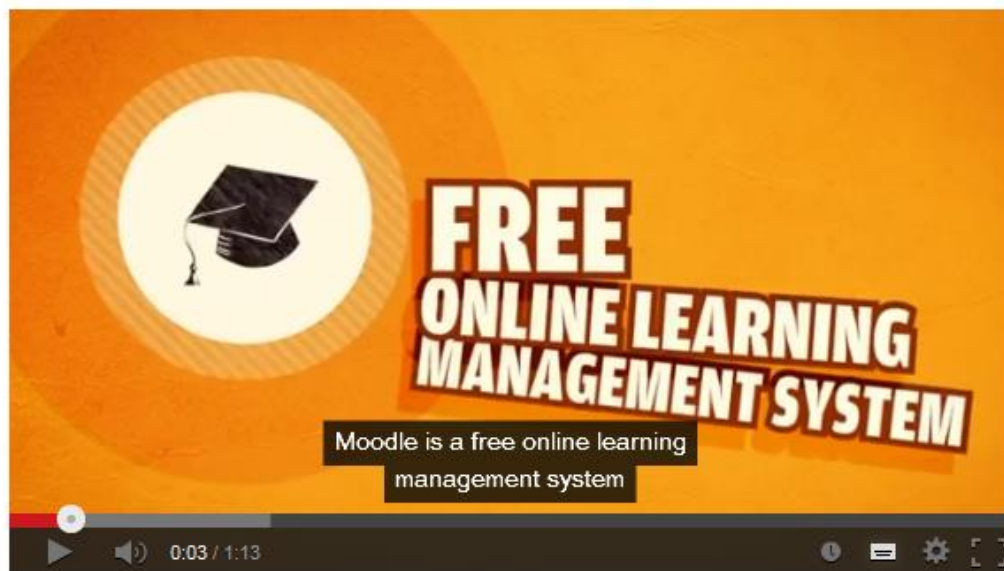 FREE
ONLINE LEARNING
MANAGEMENT SYSTEM
Moodle is a free online learning
management system
0:03 / 1:13